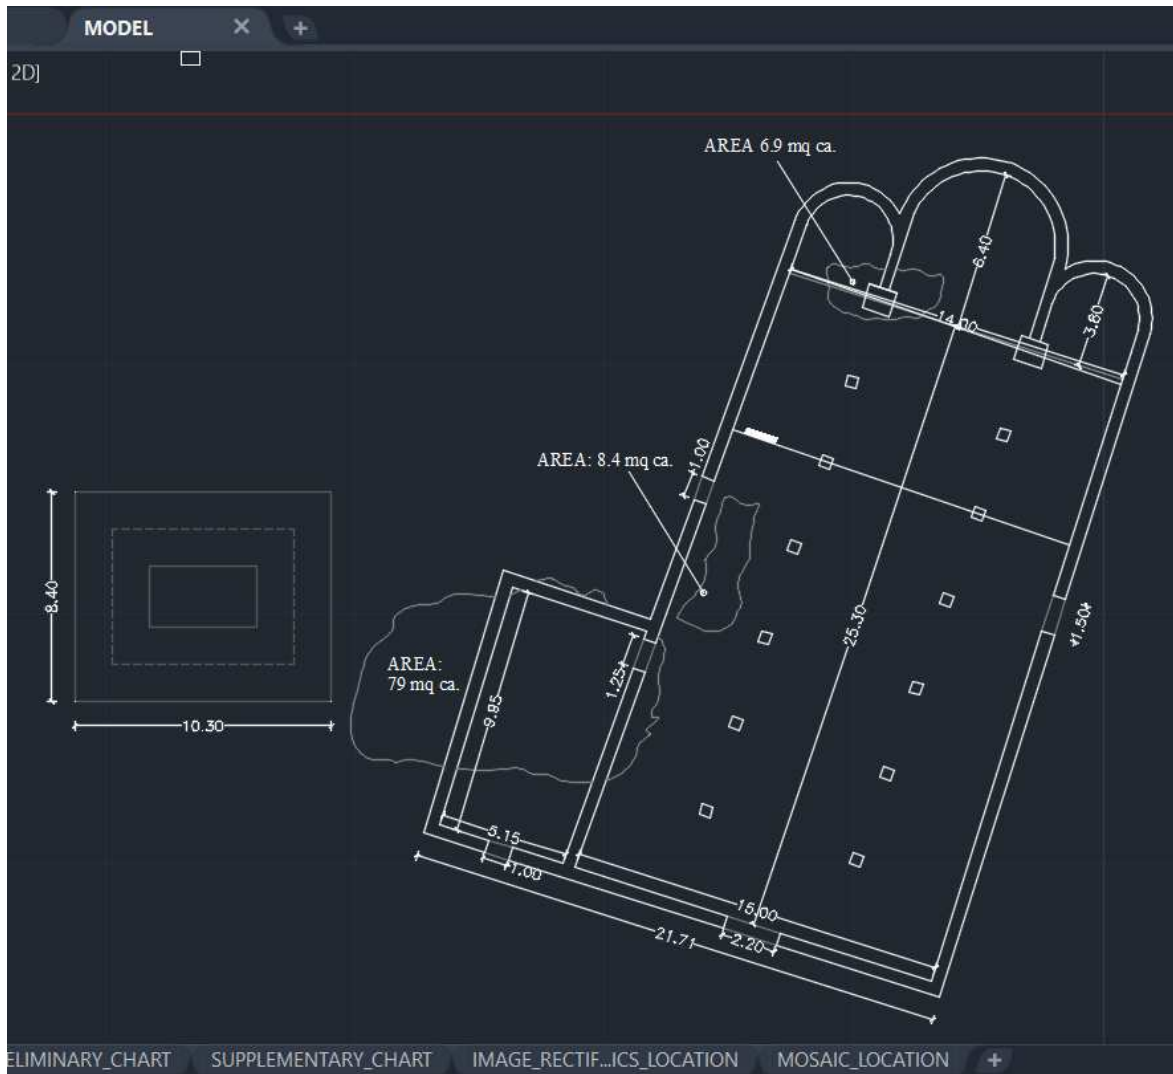 MODEL
2D]
AREA 6.9 mq ca.
6.40
14.00
3.80
1.00
AREA: 8.4 mq ca.
8.40
10.30
AREA:
79 mq ca.
9.95
1.25
25.30
1.50
5.15
1.00
15.00
2.20
21.71
ELIMINARY_CHART
SUPPLEMENTARY_CHART
IMAGE_RECTIF...ICS_LOCATION
MOSAIC_LOCATION